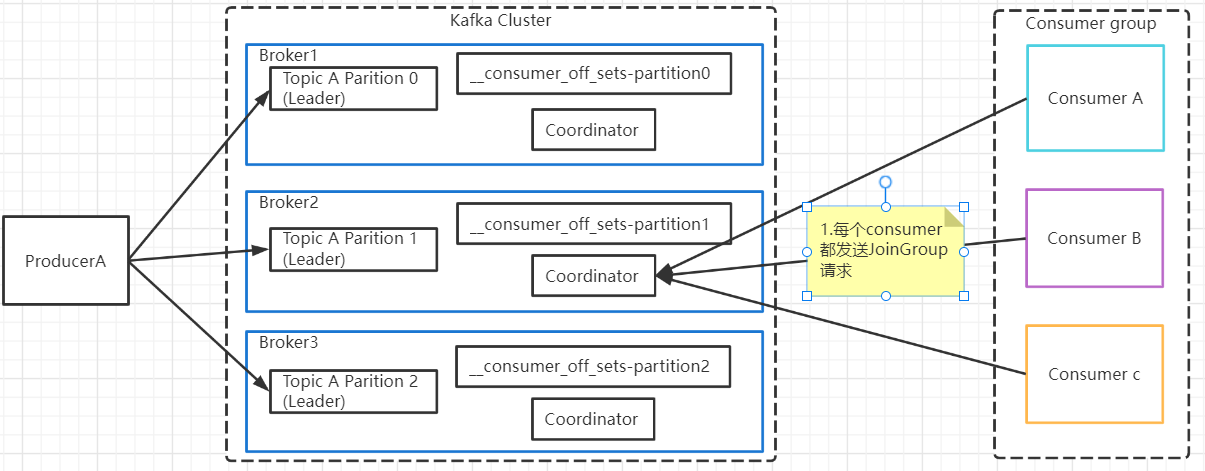 Kafka Cluster
Consumer group
Broker1
Topic A Parition 0
(Leader)
__consumer_off_sets-partition0
Coordinator
Consumer A
Broker2
Topic A Parition 1
(Leader)
__consumer_off_sets-partition1
Coordinator
1.每个consumer
都发送JoinGroup
请求
Consumer B
ProducerA
Broker3
Topic A Parition 2
(Leader)
__consumer_off_sets-partition2
Coordinator
Consumer c